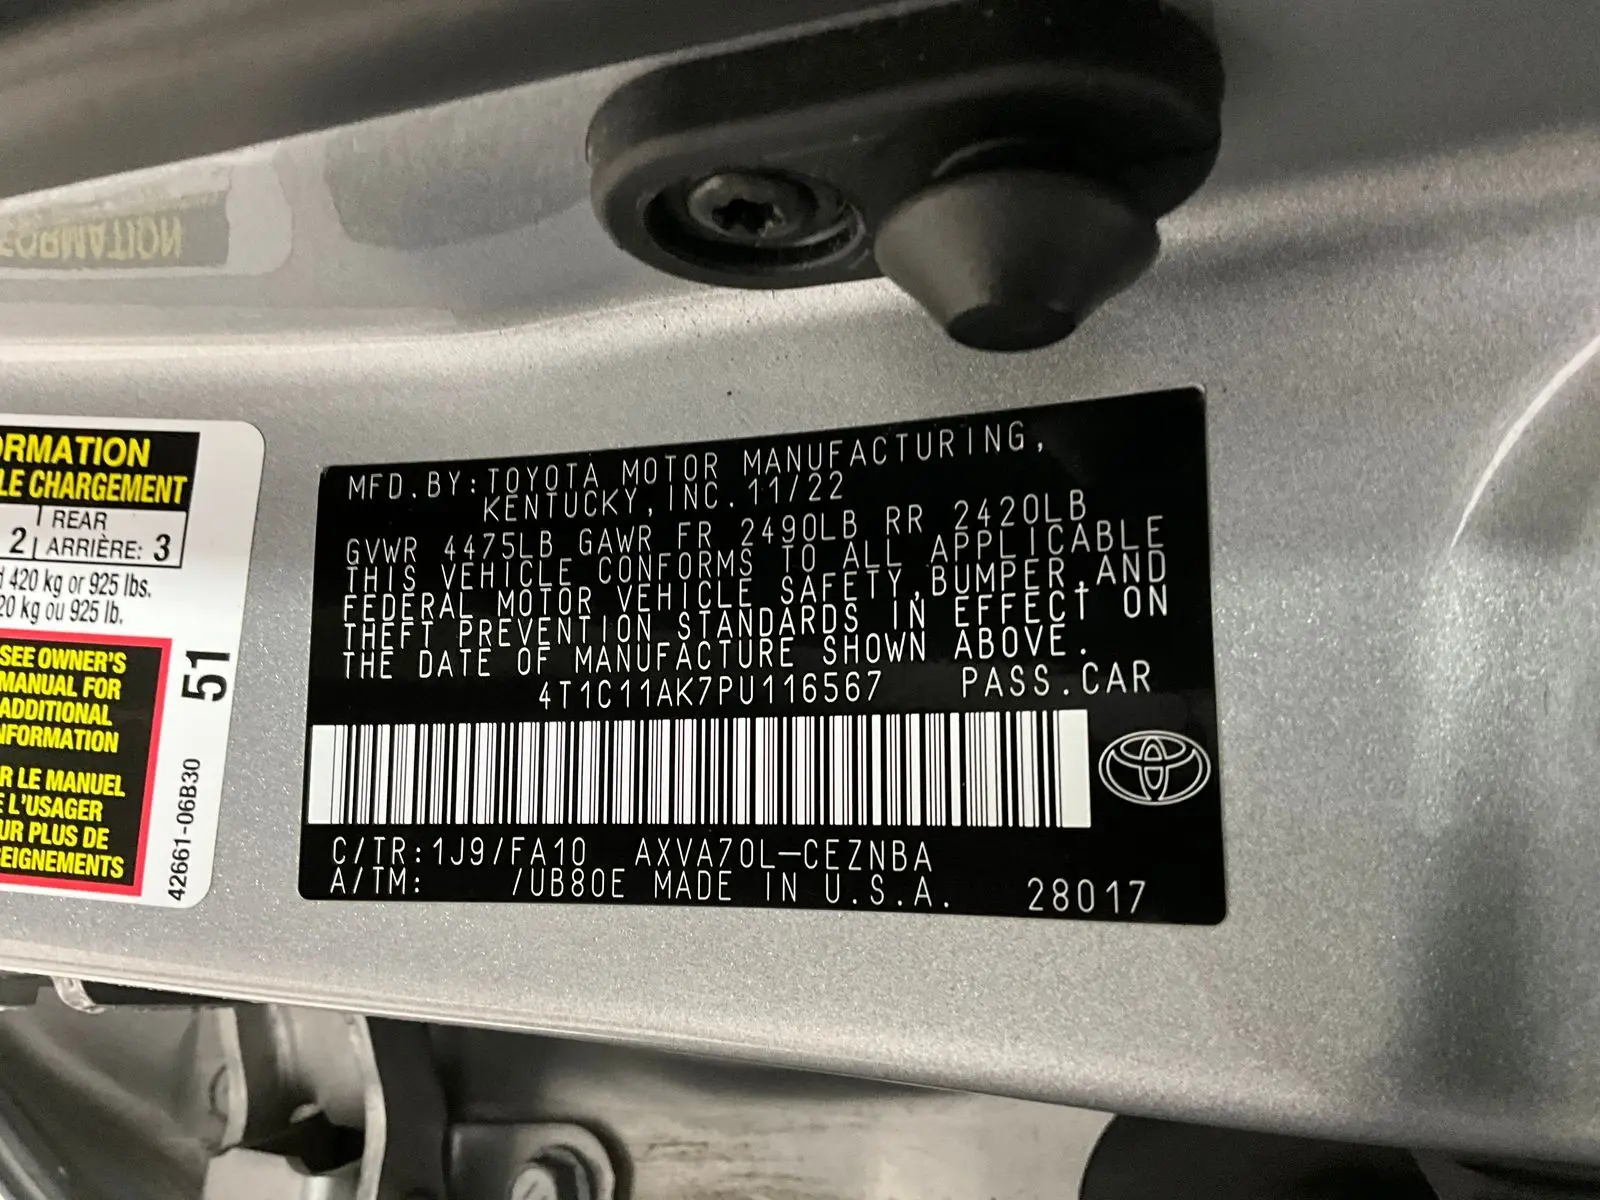 ORMATION
LE CHARGEMENT
2 REAR
ARRIÈRE: 3
420 kg or 925 lbs.
20 kg ou 925 lb.
SEE OWNER'S
MANUAL FOR
ADDITIONAL
NFORMATION
R LE MANUEL
L'USAGER
UR PLUS DE
EIGNEMENTS
51
42661-06B30
MFD.BY:TOYOTA MOTOR MANUFACTURING,
KENTUCKY,INC.11/22
GVWR 4475LB GAWR FR 2490LB RR 2420LB
THIS VEHICLE CONFORMS TO ALL APPLICABLE
FEDERAL MOTOR VEHICLE SAFETY,BUMPER,AND
THEFT PREVENTION STANDARDS IN EFFECT ON
THE DATE OF MANUFACTURE SHOWN ABOVE.
4T1C11AK7PU116567 PASS.CAR
C/TR:1J9/FA10 AXVA70L-CEZNBA
A/TM: /UB80E MADE IN U.S.A. 28017